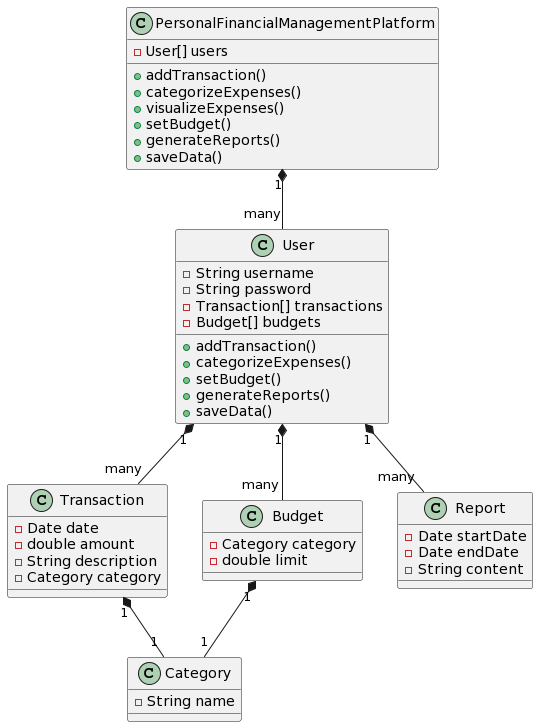 C PersonalFinancialManagementPlatform
User[] users
addTransaction()
categorizeExpenses()
visualizeExpenses()
setBudget()
generateReports()
saveData()
1
many
C User
String username
String password
Transaction[] transactions
Budget[] budgets
addTransaction()
categorizeExpenses()
setBudget()
generateReports()
saveData()
1 1 1
many many many
C Transaction
Date date
double amount
String description
Category category
C Budget
Category category
double limit
C Report
Date startDate
Date endDate
String content
1 1
1 1
C Category
String name